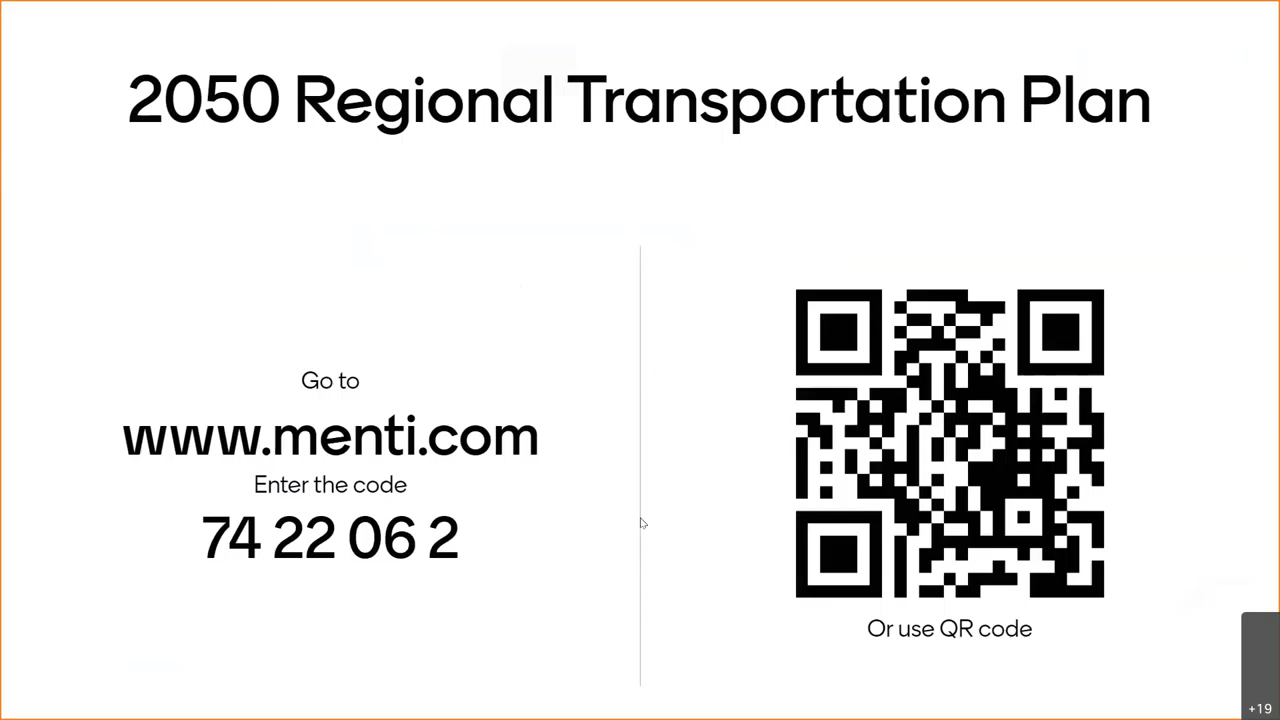 2050 Regional Transportation Plan
Go to
www.menti.com
Enter the code
74 22 06 2
Or use QR code
+19